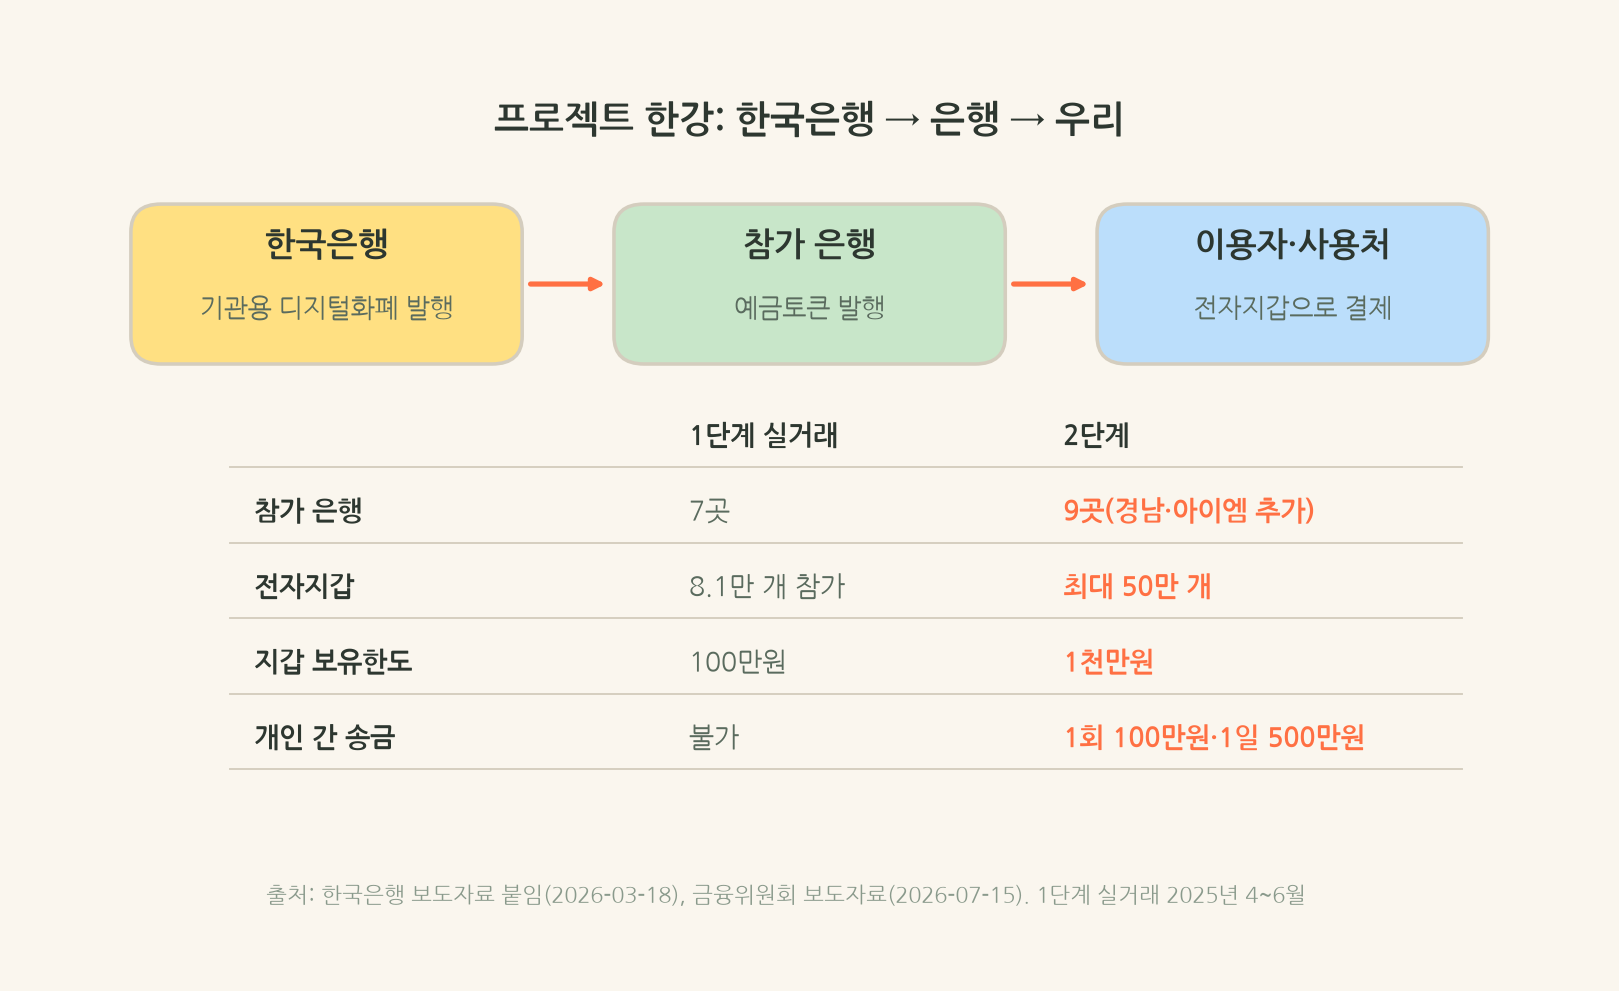 프로젝트 한강: 한국은행 → 은행 → 우리
한국은행
기관용 디지털화폐 발행
참가 은행
예금토큰 발행
이용자·사용처
전자지갑으로 결제
1단계 실거래 2단계
참가 은행 7곳 9곳(경남·아이엠 추가)
전자지갑 8.1만 개 참가 최대 50만 개
지갑 보유한도 100만원 1천만원
개인 간 송금 불가 1회 100만원·1일 500만원
출처: 한국은행 보도자료 붙임(2026-03-18), 금융위원회 보도자료(2026-07-15). 1단계 실거래 2025년 4~6월